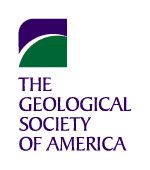 THE
GEOLOGICAL
SOCIETY
OF AMERICA